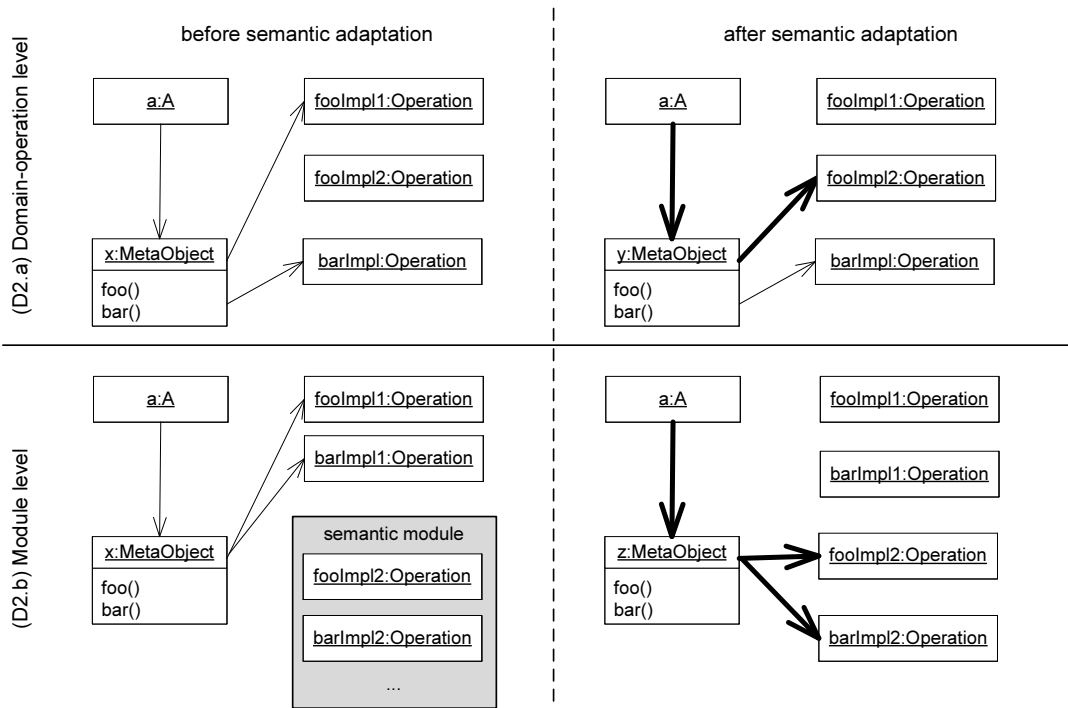 before semantic adaptation
after semantic adaptation
(D2.a) Domain-operation level
a:A
fooImpl1:Operation
fooImpl2:Operation
x:MetaObject
barImpl:Operation
foo()
bar()
a:A
fooImpl1:Operation
fooImpl2:Operation
y:MetaObject
barImpl:Operation
foo()
bar()
(D2.b) Module level
a:A
fooImpl1:Operation
barImpl1:Operation
x:MetaObject
foo()
bar()
semantic module
fooImpl2:Operation
barImpl2:Operation
...
a:A
fooImpl1:Operation
barImpl1:Operation
z:MetaObject
foo()
bar()
fooImpl2:Operation
barImpl2:Operation